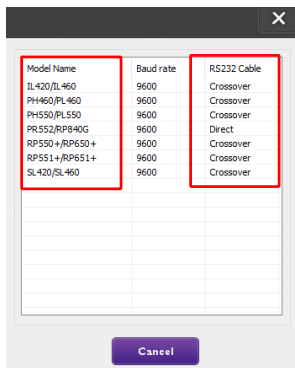 Model Name Baud rate RS232 Cable
IL420/IL460 9600 Crossover
PH460/PL460 9600 Crossover
PH550/PL550 9600 Crossover
PR552/RP840G 9600 Direct
RP550+/RP650+ 9600 Crossover
RP551+/RP651+ 9600 Crossover
SL420/SL460 9600 Crossover
Cancel